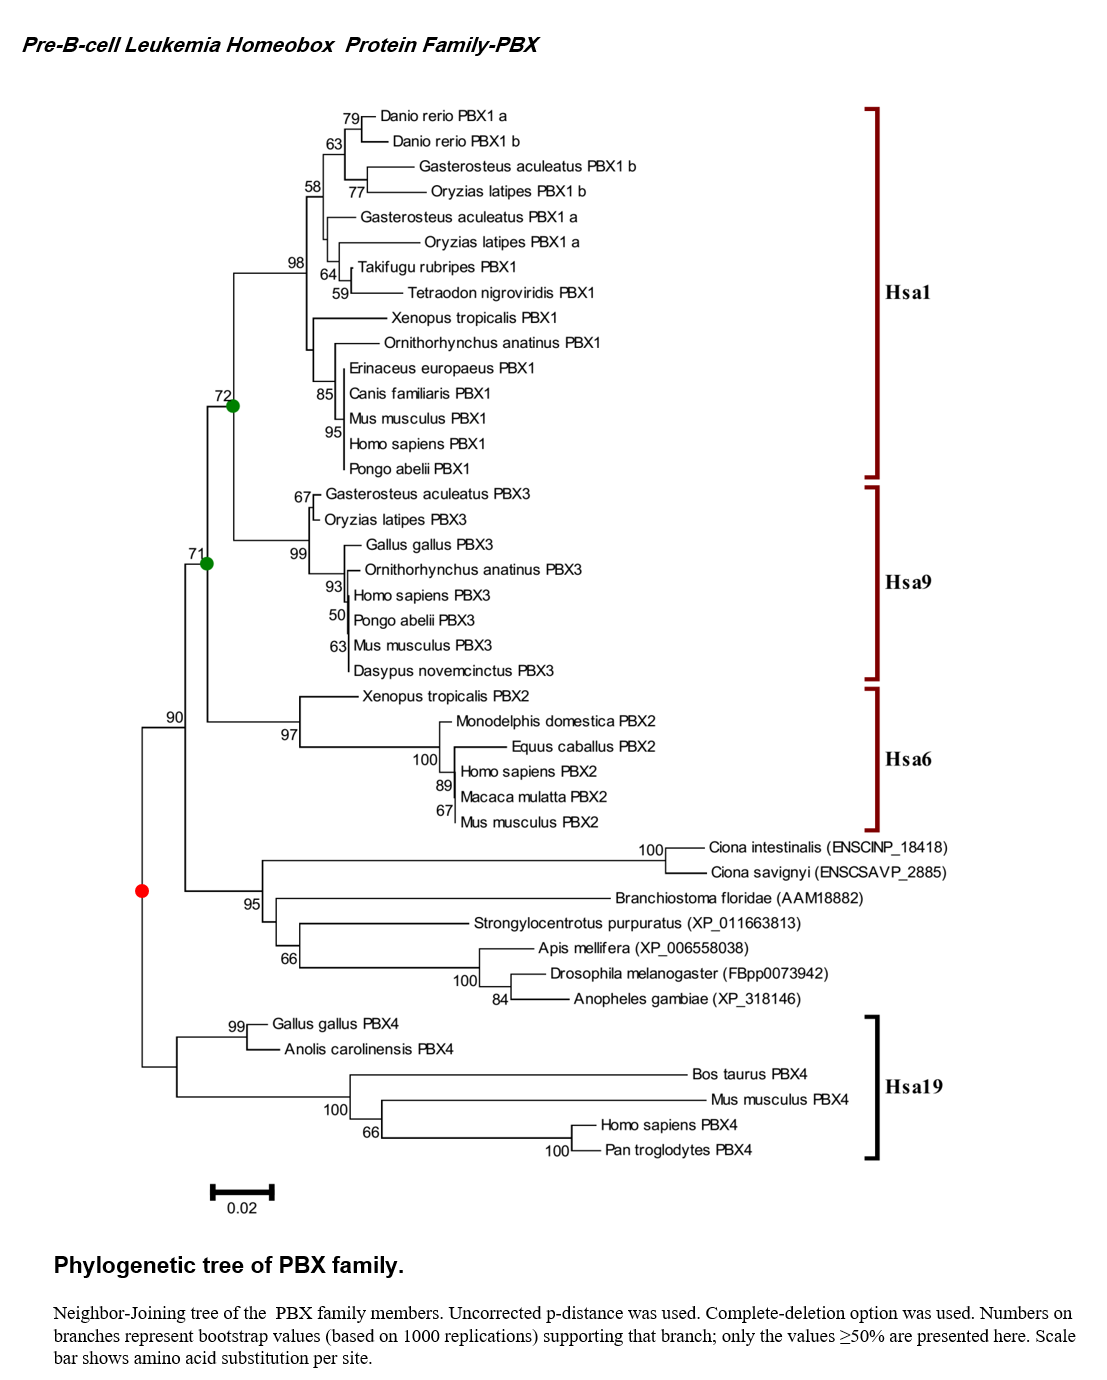 Pre-B-cell Leukemia Homeobox  Protein Family-PBX
79
Danio rerio PBX1 a
Danio rerio PBX1 b
63
Gasterosteus aculeatus PBX1 b
77
Oryzias latipes PBX1 b
58
Gasterosteus aculeatus PBX1 a
Oryzias latipes PBX1 a
98
64
Takifugu rubripes PBX1
59
Tetraodon nigroviridis PBX1
Hsa1
Xenopus tropicalis PBX1
Ornithorhynchus anatinus PBX1
Erinaceus europaeus PBX1
85
Canis familiaris PBX1
72
Mus musculus PBX1
95
Homo sapiens PBX1
Pongo abelii PBX1
67
Gasterosteus aculeatus PBX3
Oryzias latipes PBX3
99
Gallus gallus PBX3
71
Ornithorhynchus anatinus PBX3
93
Homo sapiens PBX3
Hsa9
50
Pongo abelii PBX3
63
Mus musculus PBX3
Dasypus novemcinctus PBX3
Xenopus tropicalis PBX2
90
97
Monodelphis domestica PBX2
100
Equus caballus PBX2
Hsa6
89
Homo sapiens PBX2
67
Macaca mulatta PBX2
Mus musculus PBX2
100
Ciona intestinalis (ENSCINP_18418)
Ciona savignyi (ENSCSAVP_2885)
95
Branchiostoma floridae (AAM18882)
Strongylocentrotus purpuratus (XP_011663813)
66
Apis mellifera (XP_006558038)
100
Drosophila melanogaster (FBpp0073942)
84
Anopheles gambiae (XP_318146)
99
Gallus gallus PBX4
Anolis carolinensis PBX4
Bos taurus PBX4
Hsa19
100
Mus musculus PBX4
66
Homo sapiens PBX4
100
Pan troglodytes PBX4
0.02
Phylogenetic tree of PBX family.
Neighbor-Joining tree of the  PBX family members. Uncorrected p-distance was used. Complete-deletion option was used. Numbers on
branches represent bootstrap values (based on 1000 replications) supporting that branch; only the values ≥50% are presented here. Scale
bar shows amino acid substitution per site.